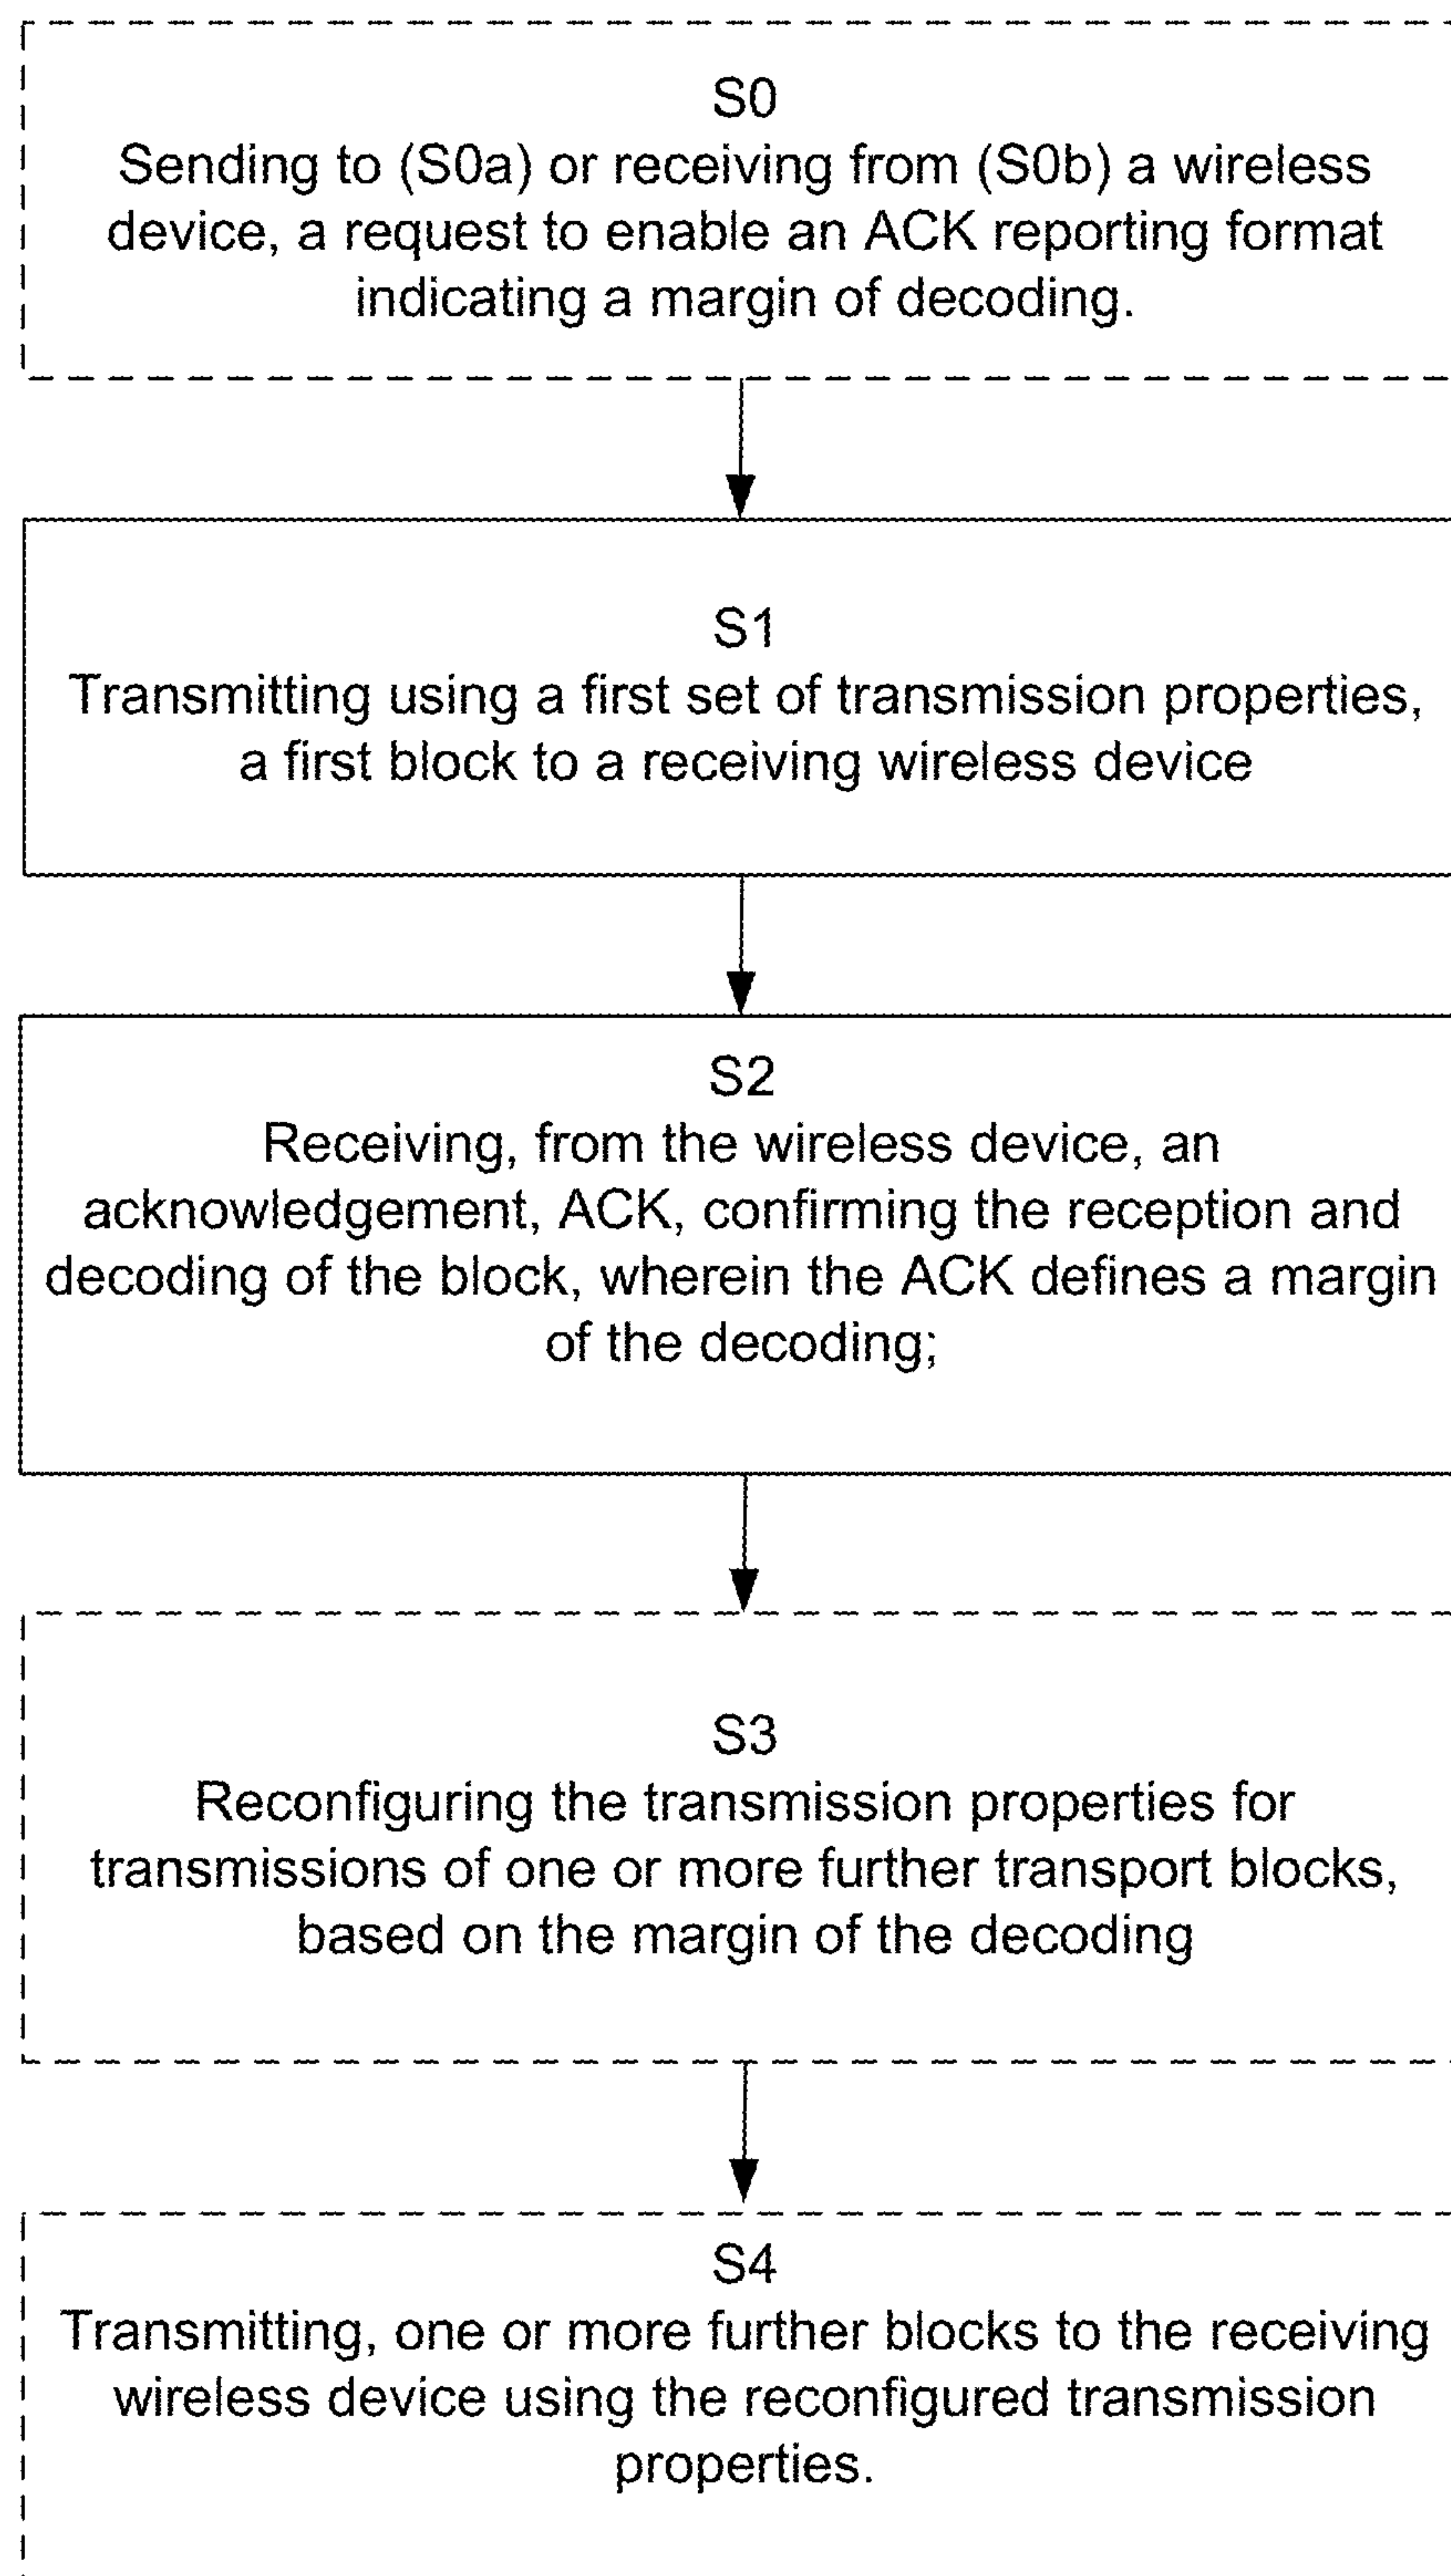 S0
Sending to (S0a) or receiving from (S0b) a wireless
device, a request to enable an ACK reporting format
indicating a margin of decoding.
S1
Transmitting using a first set of transmission properties,
a first block to a receiving wireless device
S2
Receiving, from the wireless device, an
acknowledgement, ACK, confirming the reception and
decoding of the block, wherein the ACK defines a margin
of the decoding;
S3
Reconfiguring the transmission properties for
transmissions of one or more further transport blocks,
based on the margin of the decoding
S4
Transmitting, one or more further blocks to the receiving
wireless device using the reconfigured transmission
properties.